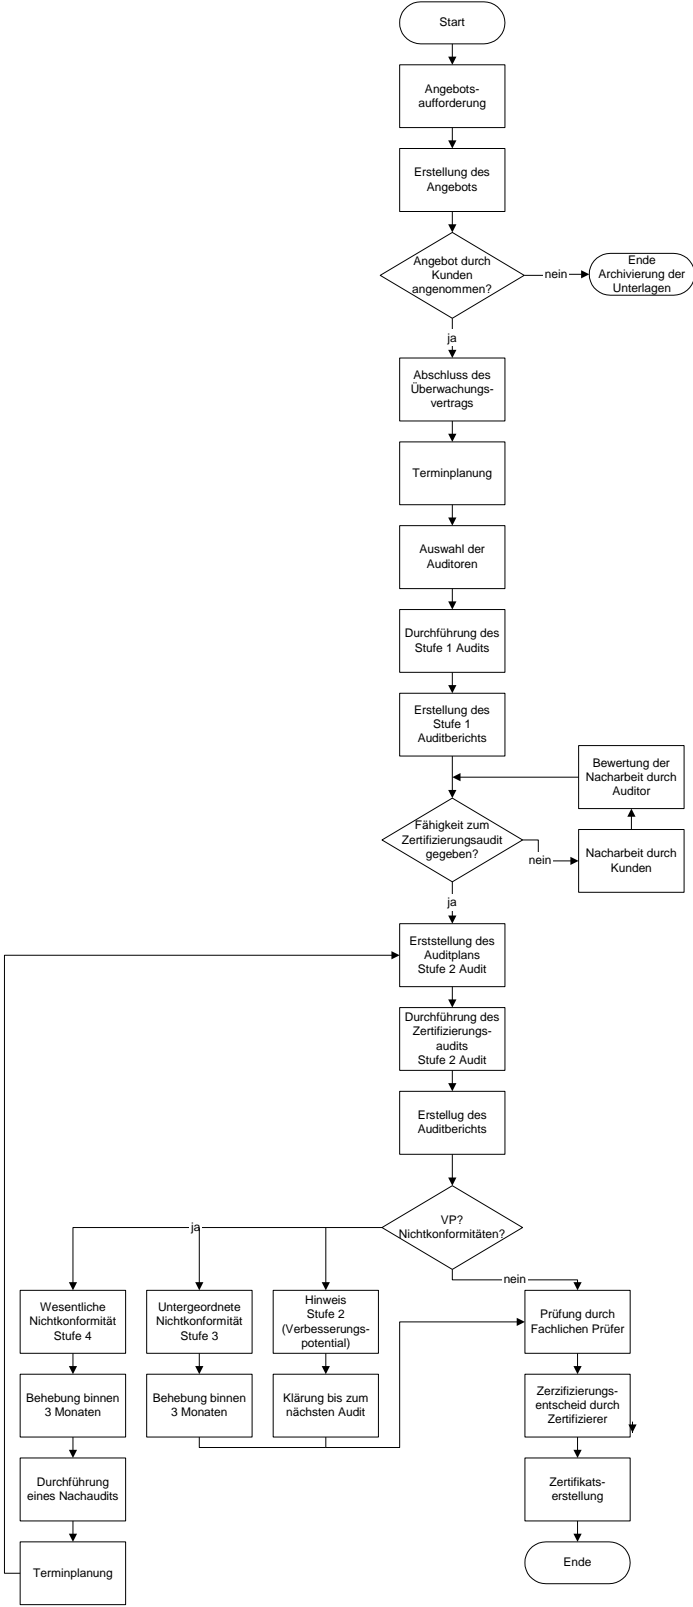 Start
Angebots-
aufforderung
Erstellung des
Angebots
Angebot durch
Kunden
angenommen?
nein
Ende
Archivierung der
Unterlagen
ja
Abschluss des
Überwachungs-
vertrags
Terminplanung
Auswahl der
Auditoren
Durchführung des
Stufe 1 Audits
Erstellung des
Stufe 1
Auditberichts
Bewertung der
Nacharbeit durch
Auditor
Fähigkeit zum
Zertifizierungsaudit
gegeben?
nein
Nacharbeit durch
Kunden
ja
Erststellung des
Auditplans
Stufe 2 Audit
Durchführung des
Zertifizierungs-
audits
Stufe 2 Audit
Erstellug des
Auditberichts
VP?
Nichtkonformitäten?
ja
nein
Wesentliche
Nichtkonformität
Stufe 4
Untergeordnete
Nichtkonformität
Stufe 3
Hinweis
Stufe 2
(Verbesserungs-
potential)
Prüfung durch
Fachlichen Prüfer
Behebung binnen
3 Monaten
Behebung binnen
3 Monaten
Klärung bis zum
nächsten Audit
Zerzifizierungs-
entscheid durch
Zertifizierer
Durchführung
eines Nachaudits
Zertifikats-
erstellung
Terminplanung
Ende